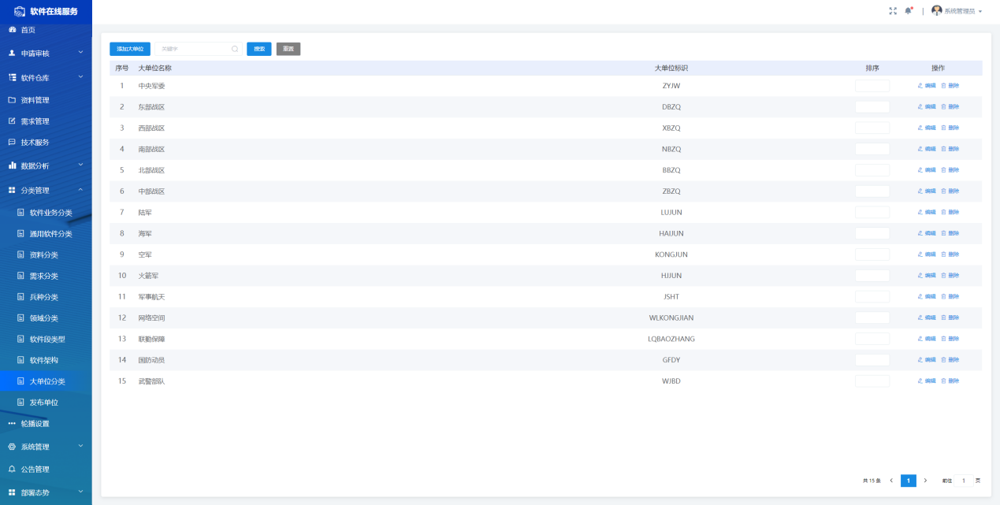 软件在线服务
系统管理员
首页
申请审核
软件仓库
资料管理
需求管理
技术服务
数据分析
分类管理
软件业务分类
通用软件分类
资料分类
需求分类
兵种分类
领域分类
软件段类型
软件架构
大单位分类
发布单位
轮播设置
系统管理
公告管理
部署态势
添加大单位 关键字 搜索 重置
序号 大单位名称 大单位标识 排序 操作
1 中央军委 ZYJW 编辑 删除
2 东部战区 DBZQ 编辑 删除
3 西部战区 XBZQ 编辑 删除
4 南部战区 NBZQ 编辑 删除
5 北部战区 BBZQ 编辑 删除
6 中部战区 ZBZQ 编辑 删除
7 陆军 LUJUN 编辑 删除
8 海军 HAIJUN 编辑 删除
9 空军 KONGJUN 编辑 删除
10 火箭军 HJJUN 编辑 删除
11 军事航天 JSHT 编辑 删除
12 网络空间 WLKONGJIAN 编辑 删除
13 联勤保障 LQBAOZHANG 编辑 删除
14 国防动员 GFDY 编辑 删除
15 武警部队 WJBD 编辑 删除
共 15 条 1 前往 1 页